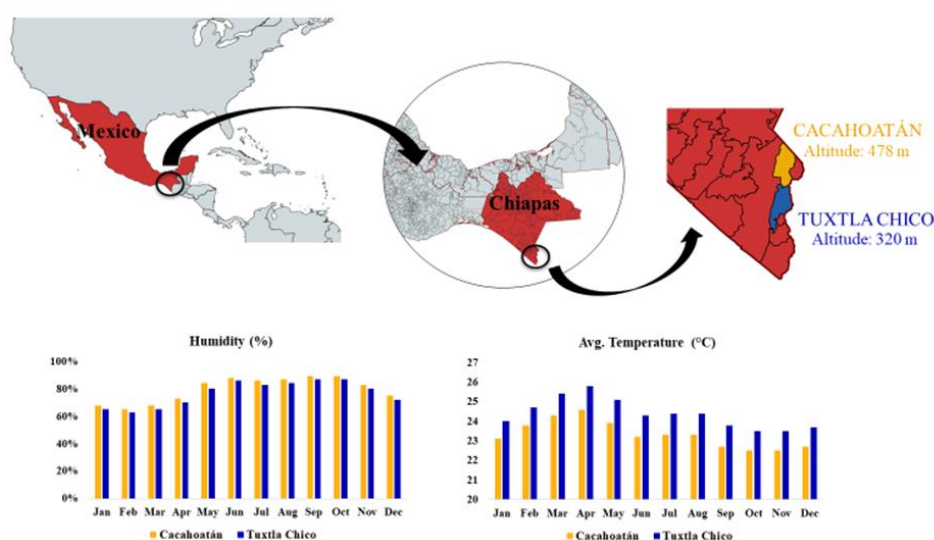 Mexico
Chiapas
CACAHOATÁN
Altitude: 478 m
TUXTLA CHICO
Altitude: 320 m
Humidity (%)
100%
80%
60%
40%
20%
0%
Jan Feb Mar Apr May Jun Jul Aug Sep Oct Nov Dec
Cacahoatán Tuxtla Chico
Avg. Temperature (°C)
27
26
25
24
23
22
21
20
Jan Feb Mar Apr May Jun Jul Aug Sep Oct Nov Dec
Cacahoatán Tuxtla Chico